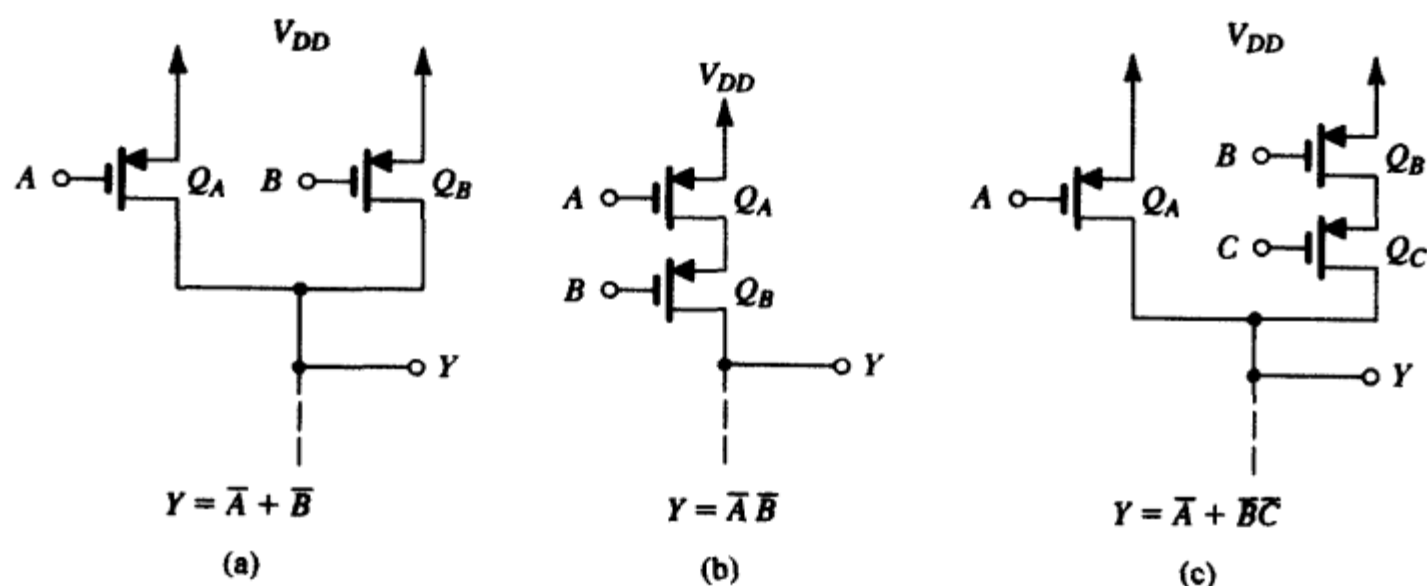 V_DD
A
Q_A
B
Q_B
Y
Y = A̅ + B̅
(a)
V_DD
A
Q_A
B
Q_B
Y
Y = A̅ B̅
(b)
V_DD
A
Q_A
B
Q_B
C
Q_C
Y
Y = A̅ + B̅C̅
(c)